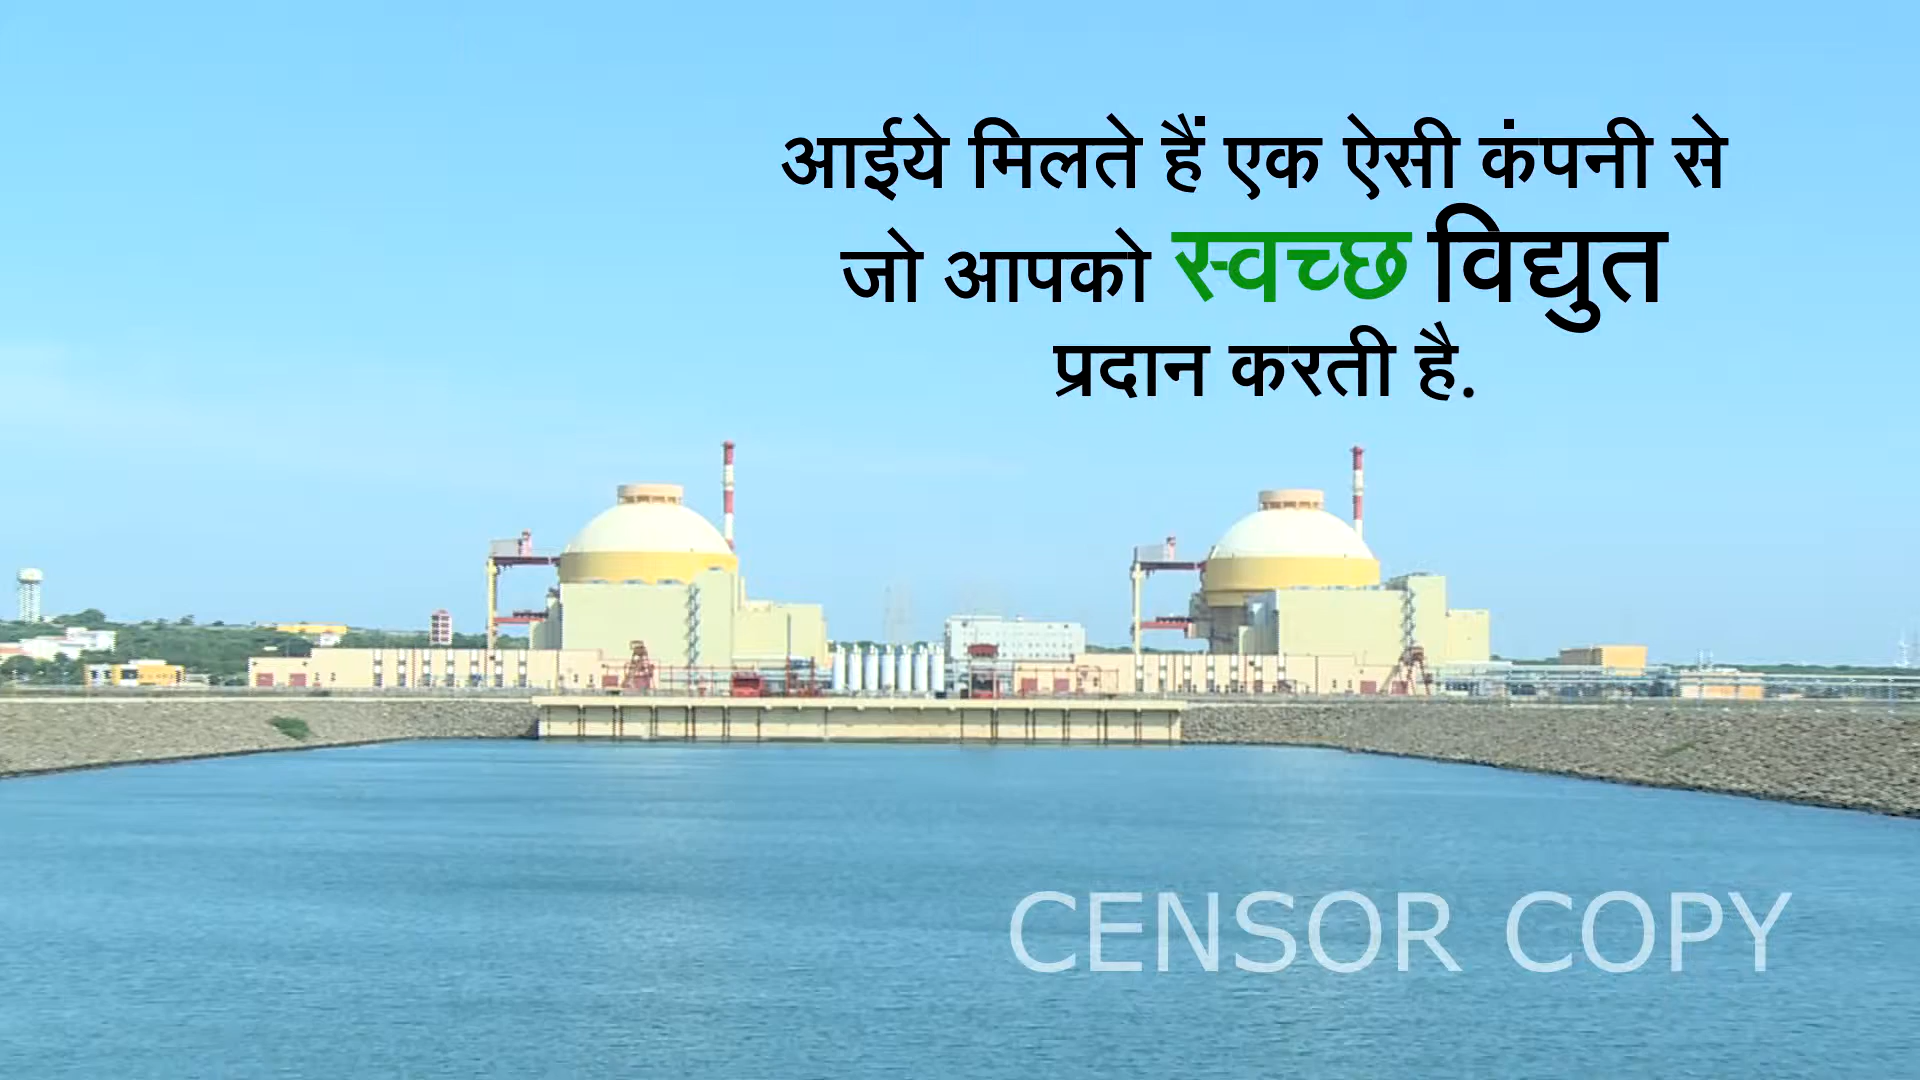 आईये मिलते हैं एक ऐसी कंपनी से
जो आपको स्वच्छ विद्युत
प्रदान करती है.
CENSOR COPY